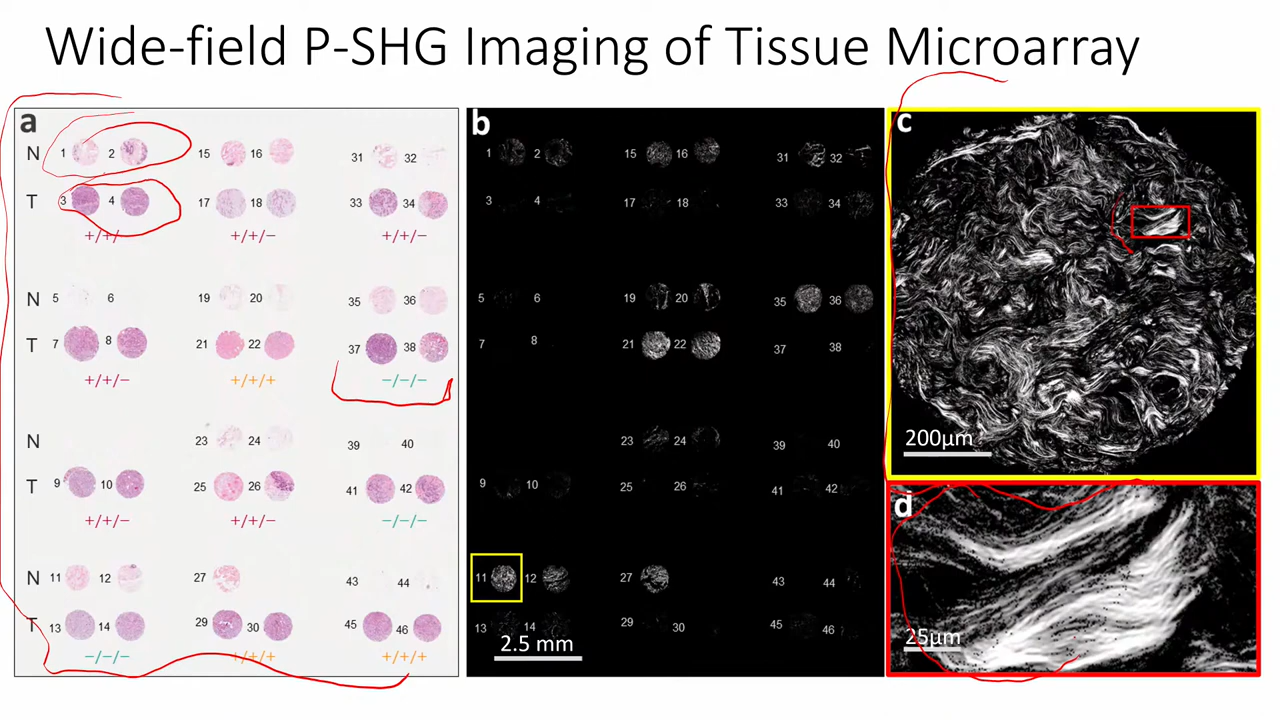 Wide-field P-SHG Imaging of Tissue Microarray
a
N 1 2 15 16 31 32
T 3 4 17 18 33 34
+/+/- +/+/− +/+/−
N 5 6 19 20 35 36
T 7 8 21 22 37 38
+/+/− +/+/+ −/−/−
N 23 24 39 40
T 9 10 25 26 41 42
+/+/− +/+/− −/−/−
N 11 12 27 43 44
T 13 14 29 30 45 46
−/−/− +/+/+ +/+/+
b
1 2 15 16 31 32
3 4 17 18 33 34
5 6 19 20 35 36
7 8 21 22 37 38
23 24 39 40
9 10 25 26 41 42
11 12 27 43 44
13 14 29 30 45 46
2.5 mm
c
200µm
d
25µm